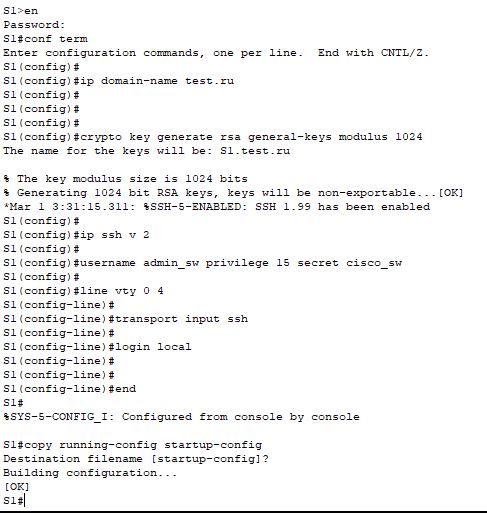 S1>en
Password:
S1#conf term
Enter configuration commands, one per line.  End with CNTL/Z.
S1(config)#
S1(config)#ip domain-name test.ru
S1(config)#
S1(config)#
S1(config)#
S1(config)#crypto key generate rsa general-keys modulus 1024
The name for the keys will be: S1.test.ru

% The key modulus size is 1024 bits
% Generating 1024 bit RSA keys, keys will be non-exportable...[OK]
*Mar 1 3:31:15.311: %SSH-5-ENABLED: SSH 1.99 has been enabled
S1(config)#
S1(config)#ip ssh v 2
S1(config)#
S1(config)#username admin_sw privilege 15 secret cisco_sw
S1(config)#
S1(config)#line vty 0 4
S1(config-line)#
S1(config-line)#transport input ssh
S1(config-line)#
S1(config-line)#login local
S1(config-line)#
S1(config-line)#
S1(config-line)#end
S1#
%SYS-5-CONFIG_I: Configured from console by console

S1#copy running-config startup-config
Destination filename [startup-config]?
Building configuration...
[OK]
S1#